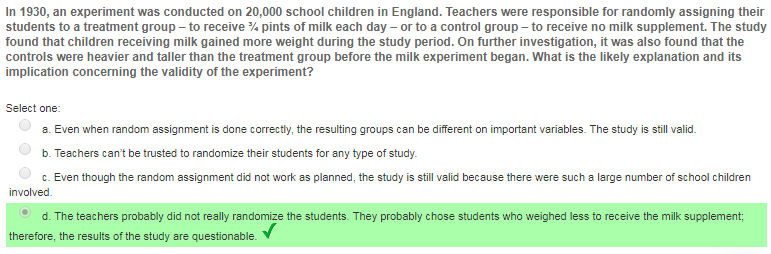 In 1930, an experiment was conducted on 20,000 school children in England. Teachers were responsible for randomly assigning their
students to a treatment group – to receive ¾ pints of milk each day – or to a control group – to receive no milk supplement. The study
found that children receiving milk gained more weight during the study period. On further investigation, it was also found that the
controls were heavier and taller than the treatment group before the milk experiment began. What is the likely explanation and its
implication concerning the validity of the experiment?
Select one:
a. Even when random assignment is done correctly, the resulting groups can be different on important variables. The study is still valid.
b. Teachers can't be trusted to randomize their students for any type of study.
c. Even though the random assignment did not work as planned, the study is still valid because there were such a large number of school children
involved.
d. The teachers probably did not really randomize the students. They probably chose students who weighed less to receive the milk supplement;
therefore, the results of the study are questionable.